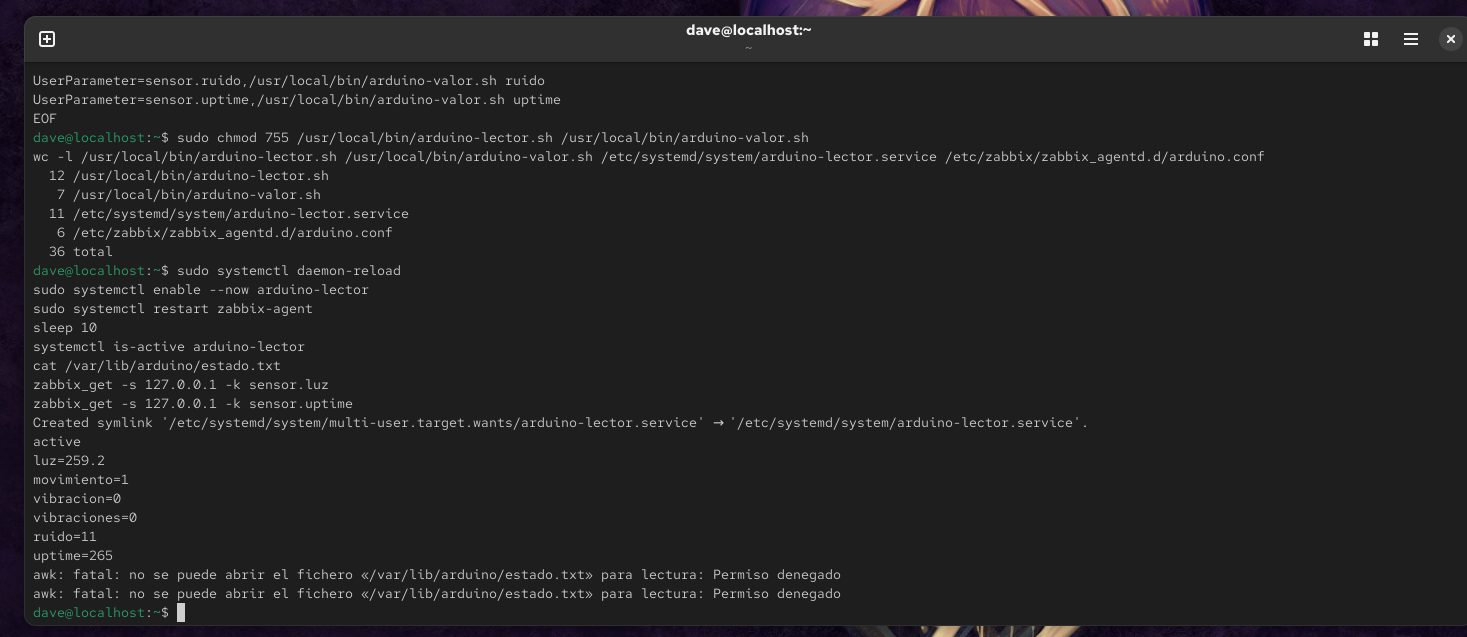 dave@localhost:~
~
UserParameter=sensor.ruido,/usr/local/bin/arduino-valor.sh ruido
UserParameter=sensor.uptime,/usr/local/bin/arduino-valor.sh uptime
EOF
dave@localhost:~$ sudo chmod 755 /usr/local/bin/arduino-lector.sh /usr/local/bin/arduino-valor.sh
wc -l /usr/local/bin/arduino-lector.sh /usr/local/bin/arduino-valor.sh /etc/systemd/system/arduino-lector.service /etc/zabbix/zabbix_agentd.d/arduino.conf
  12 /usr/local/bin/arduino-lector.sh
   7 /usr/local/bin/arduino-valor.sh
  11 /etc/systemd/system/arduino-lector.service
   6 /etc/zabbix/zabbix_agentd.d/arduino.conf
  36 total
dave@localhost:~$ sudo systemctl daemon-reload
sudo systemctl enable --now arduino-lector
sudo systemctl restart zabbix-agent
sleep 10
systemctl is-active arduino-lector
cat /var/lib/arduino/estado.txt
zabbix_get -s 127.0.0.1 -k sensor.luz
zabbix_get -s 127.0.0.1 -k sensor.uptime
Created symlink '/etc/systemd/system/multi-user.target.wants/arduino-lector.service' → '/etc/systemd/system/arduino-lector.service'.
active
luz=259.2
movimiento=1
vibracion=0
vibraciones=0
ruido=11
uptime=265
awk: fatal: no se puede abrir el fichero «/var/lib/arduino/estado.txt» para lectura: Permiso denegado
awk: fatal: no se puede abrir el fichero «/var/lib/arduino/estado.txt» para lectura: Permiso denegado
dave@localhost:~$